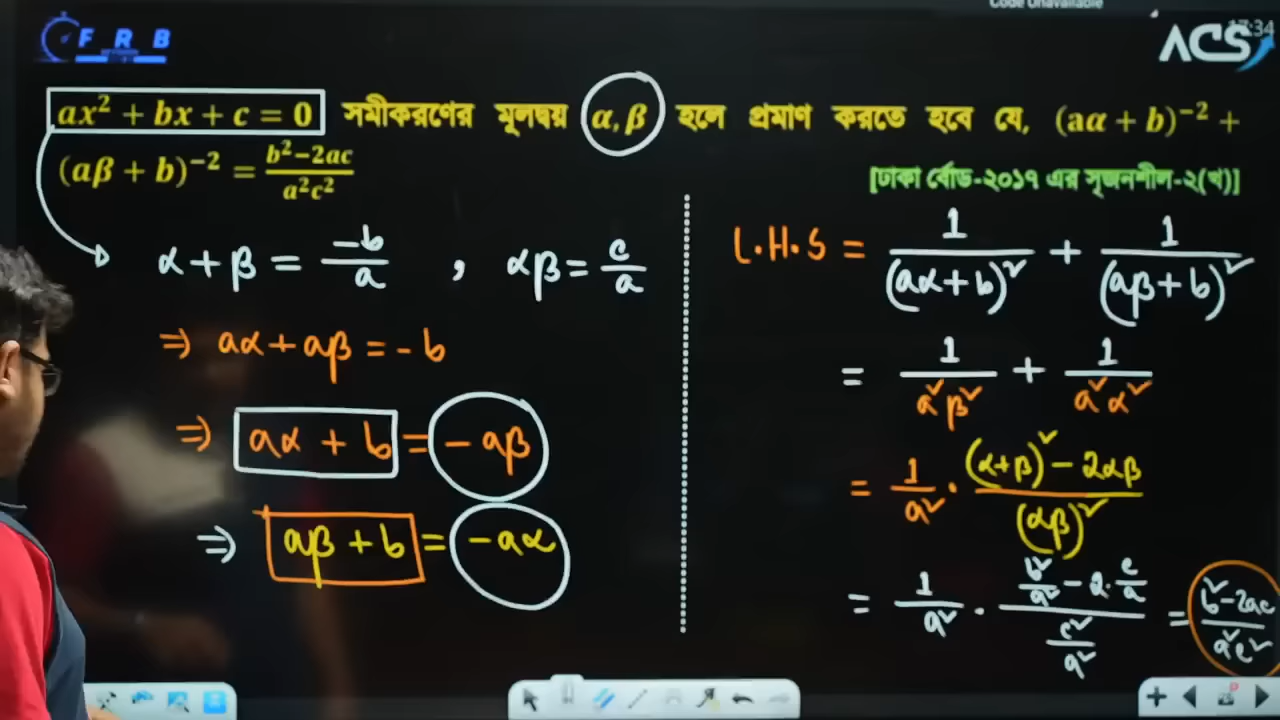 Code Unavailable
FRB
ACS
17:34
ax² + bx + c = 0 সমীকরণের মূলদ্বয় α, β হলে প্রমাণ করতে হবে যে, (aα + b)⁻² +
(aβ + b)⁻² = (b²−2ac)/(a²c²)
[ঢাকা বোর্ড-২০১৭ এর সৃজনশীল-২(খ)]
α + β = −b/a , αβ = c/a
⇒ aα + aβ = −b
⇒ aα + b = −aβ
⇒ aβ + b = −aα
L.H.S = 1/(aα + b)² + 1/(aβ + b)²
= 1/(a²β²) + 1/(a²α²)
= 1/a² · ((α+β)² − 2αβ)/(αβ)²
= 1/a² · (b²/a² − 2·c/a)/(c²/a²) = (b²−2ac)/(a²c²)